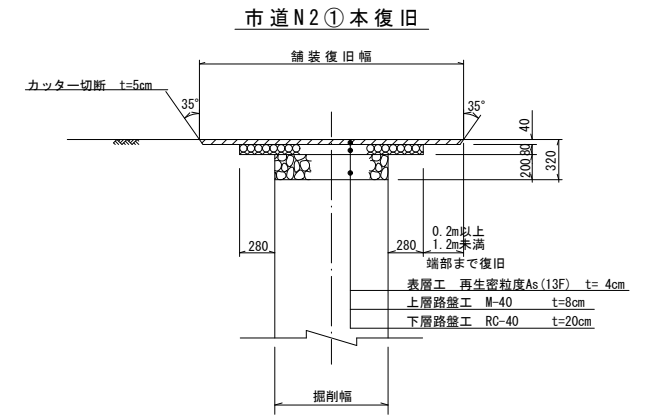 市道N2①本復旧
舗装復旧幅
カッター切断 t=5cm
35°
35°
40
80
200
320
280
280
0.2m以上
1.2m未満
端部まで復旧
表層工 再生密粒度As(13F) t= 4cm
上層路盤工 M-40 t=8cm
下層路盤工 RC-40 t=20cm
掘削幅